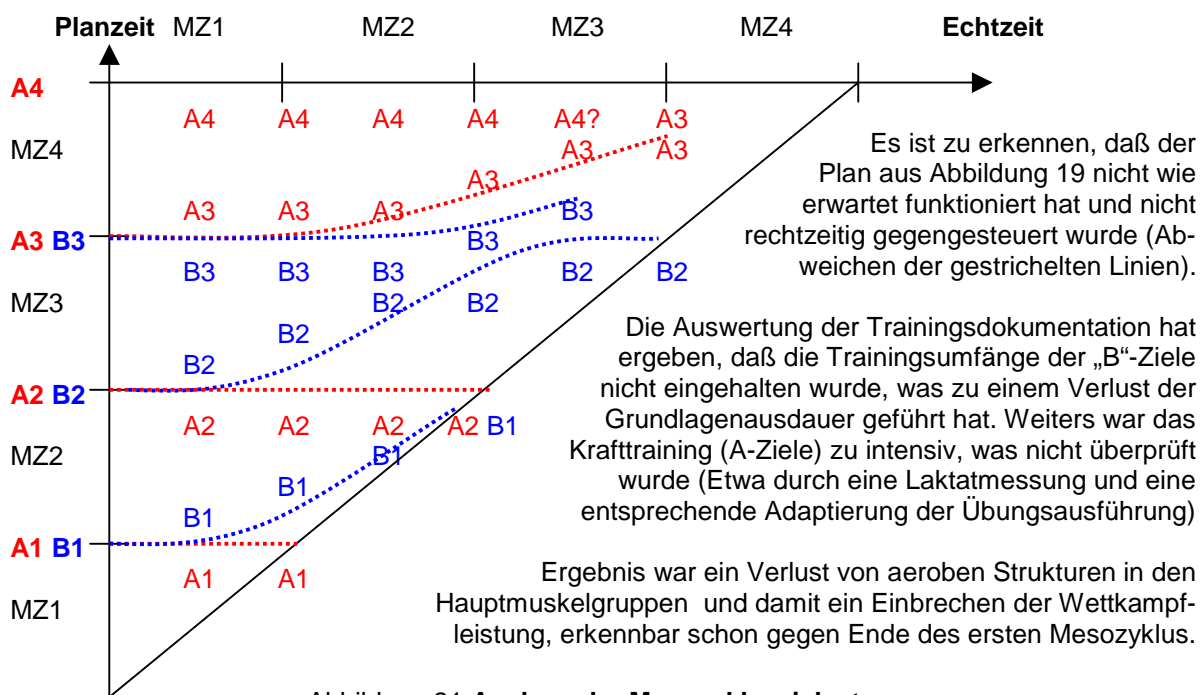 Planzeit MZ1 MZ2 MZ3 MZ4 Echtzeit
A4
A4 A4 A4 A4 A4? A3
MZ4 A3 A3
A3
A3 A3 A3 B3
A3 B3
B3
B3 B3 B3 B2 B2
MZ3 B2 B2
B2
B2
A2 B2
A2 A2 A2 A2 B1
MZ2 B1
B1
B1
A1 B1
A1 A1
MZ1
Es ist zu erkennen, daß der
Plan aus Abbildung 19 nicht wie
erwartet funktioniert hat und nicht
rechtzeitig gegengesteuert wurde (Ab-
weichen der gestrichelten Linien).
Die Auswertung der Trainingsdokumentation hat
ergeben, daß die Trainingsumfänge der „B“-Ziele
nicht eingehalten wurde, was zu einem Verlust der
Grundlagenausdauer geführt hat. Weiters war das
Krafttraining (A-Ziele) zu intensiv, was nicht überprüft
wurde (Etwa durch eine Laktatmessung und eine
entsprechende Adaptierung der Übungsausführung)
Ergebnis war ein Verlust von aeroben Strukturen in den
Hauptmuskelgruppen und damit ein Einbrechen der Wettkampf-
leistung, erkennbar schon gegen Ende des ersten Mesozyklus.